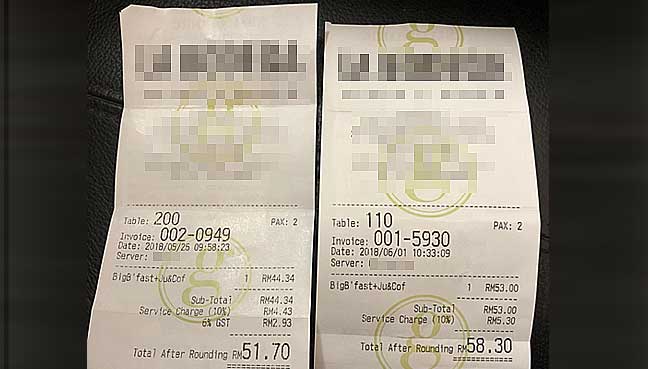 Table: 200 PAX: 2
Invoice: 002-0949
Date: 2018/05/26 09:58:23
Server:
BigB'fast+Ju&Cof 1 RM44.34
Sub-Total RM44.34
Service Charge (10%) RM4.43
6% GST RM2.93
Total After Rounding RM51.70
Table: 110 PAX: 2
Invoice: 001-5930
Date: 2018/06/01 10:33:09
Server:
BigB'fast+Ju&Cof 1 RM53.00
Sub-Total RM53.00
Service Charge (10%) RM5.30
Total After Rounding RM58.30